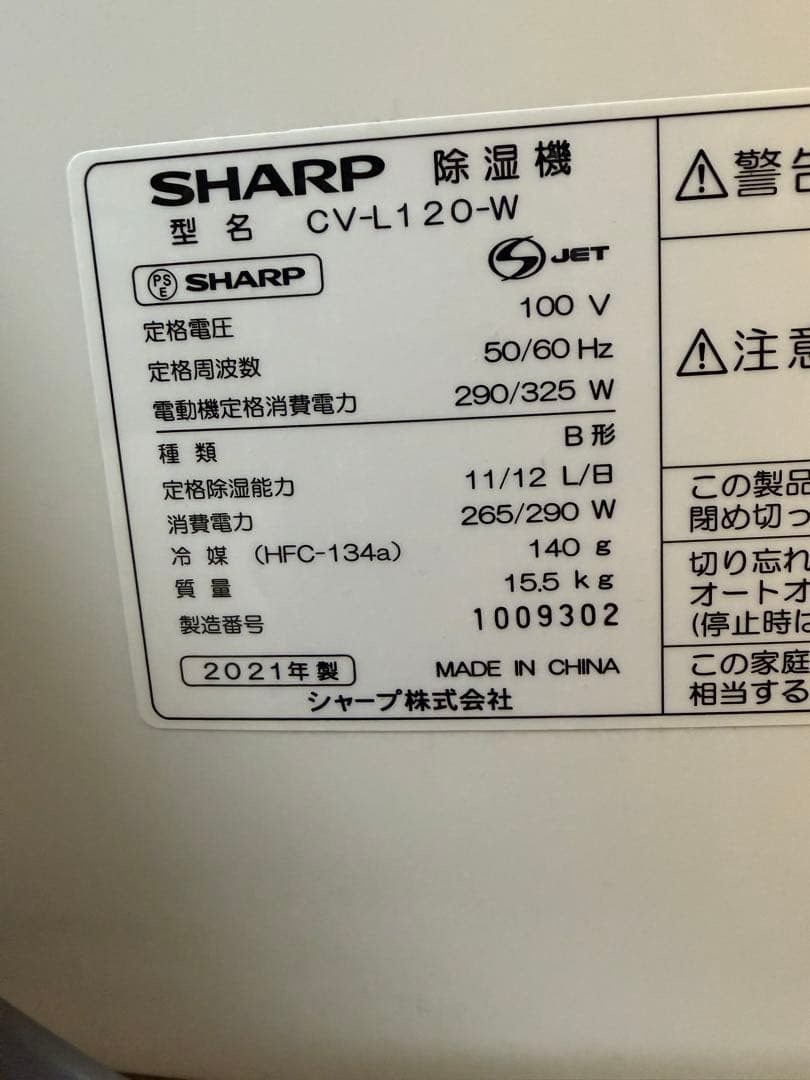 SHARP 除湿機
型名 CV-L120-W
PSE SHARP
S JET
定格電圧 100 V
定格周波数 50/60 Hz
電動機定格消費電力 290/325 W
種類 B形
定格除湿能力 11/12 L/日
消費電力 265/290 W
冷媒 (HFC-134a) 140 g
質量 15.5 kg
製造番号 1009302
2021年製 MADE IN CHINA
シャープ株式会社
警告
注意
この製品
閉め切っ
切り忘れ
オートオ
(停止時は
この家庭
相当する